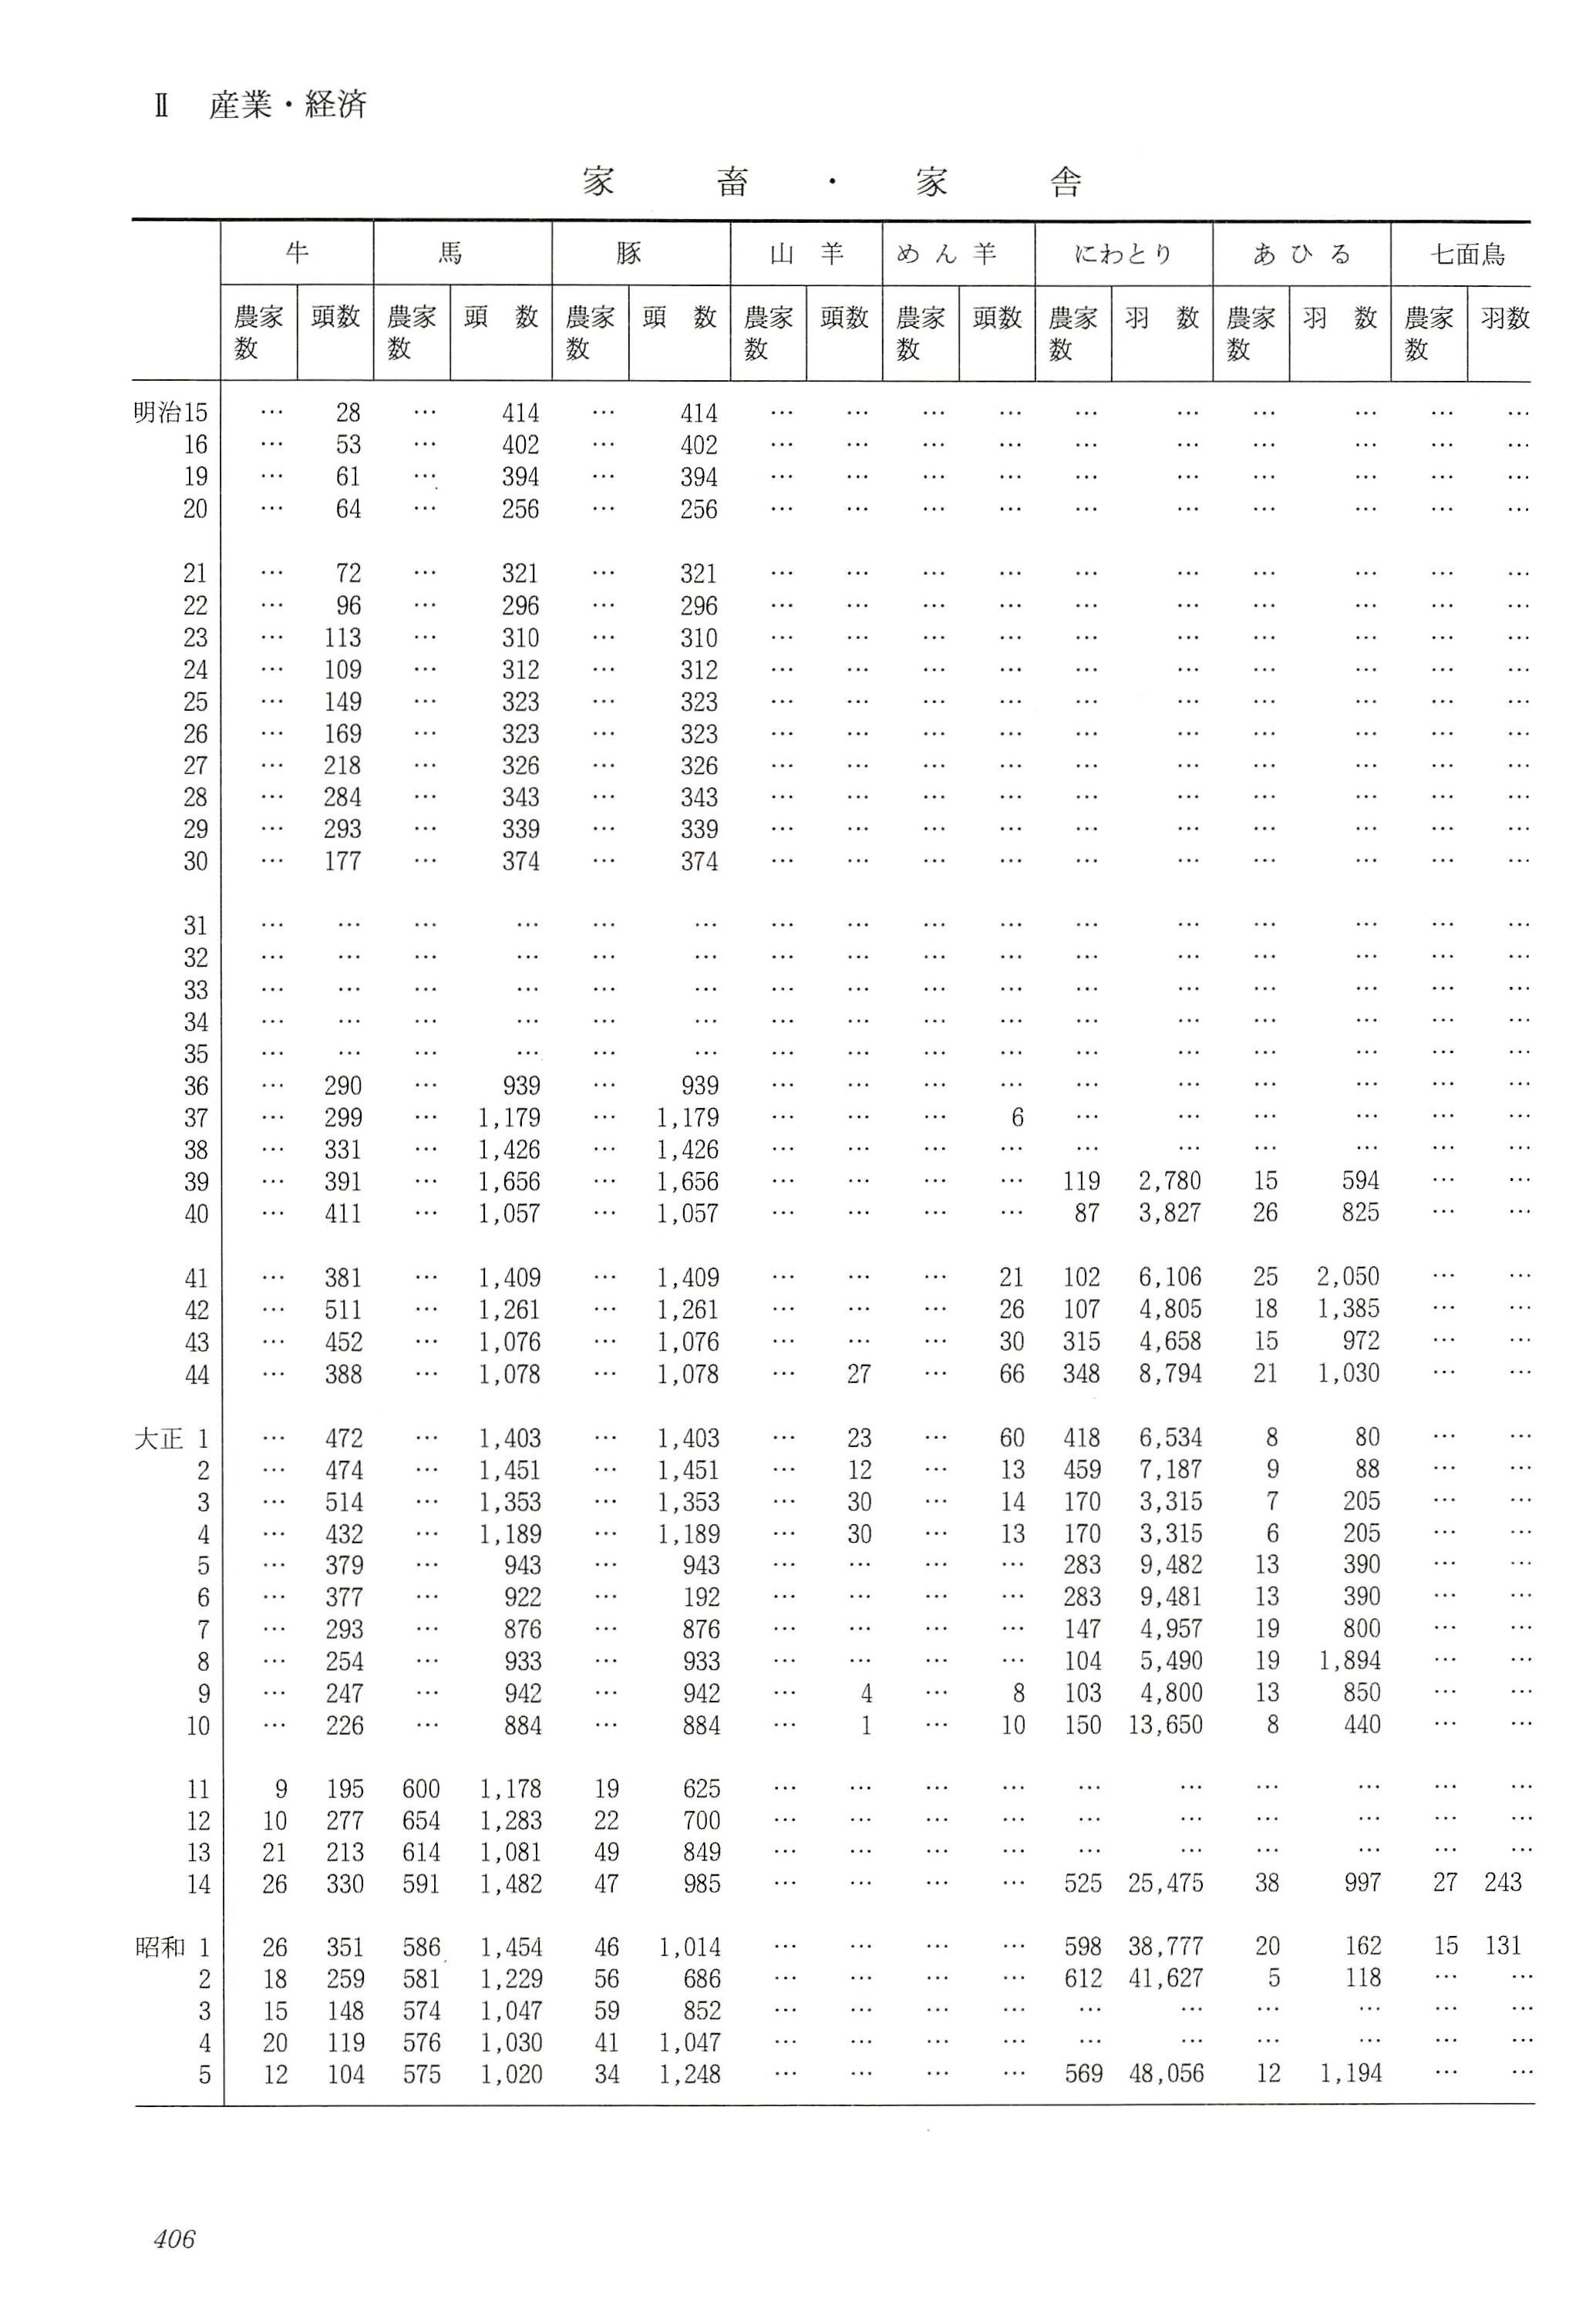 Ⅱ 産業・経済
家 畜 ・ 家 舎
牛 馬 豚 山羊 めん羊 にわとり あひる 七面鳥
農家数 頭数 農家数 頭数 農家数 頭数 農家数 頭数 農家数 頭数 農家数 羽数 農家数 羽数 農家数 羽数
明治15 … 28 … 414 … 414 … … … … … … … … … …
16 … 53 … 402 … 402 … … … … … … … … … …
19 … 61 … 394 … 394 … … … … … … … … … …
20 … 64 … 256 … 256 … … … … … … … … … …
21 … 72 … 321 … 321 … … … … … … … … … …
22 … 96 … 296 … 296 … … … … … … … … … …
23 … 113 … 310 … 310 … … … … … … … … … …
24 … 109 … 312 … 312 … … … … … … … … … …
25 … 149 … 323 … 323 … … … … … … … … … …
26 … 169 … 323 … 323 … … … … … … … … … …
27 … 218 … 326 … 326 … … … … … … … … … …
28 … 284 … 343 … 343 … … … … … … … … … …
29 … 293 … 339 … 339 … … … … … … … … … …
30 … 177 … 374 … 374 … … … … … … … … … …
31 … … … … … … … … … … … … … … … …
32 … … … … … … … … … … … … … … … …
33 … … … … … … … … … … … … … … … …
34 … … … … … … … … … … … … … … … …
35 … … … … … … … … … … … … … … … …
36 … 290 … 939 … 939 … … … … … … … … … …
37 … 299 … 1,179 … 1,179 … … … 6 … … … … … …
38 … 331 … 1,426 … 1,426 … … … … … … … … … …
39 … 391 … 1,656 … 1,656 … … … … 119 2,780 15 594 … …
40 … 411 … 1,057 … 1,057 … … … … 87 3,827 26 825 … …
41 … 381 … 1,409 … 1,409 … … … 21 102 6,106 25 2,050 … …
42 … 511 … 1,261 … 1,261 … … … 26 107 4,805 18 1,385 … …
43 … 452 … 1,076 … 1,076 … … … 30 315 4,658 15 972 … …
44 … 388 … 1,078 … 1,078 … 27 … 66 348 8,794 21 1,030 … …
大正 1 … 472 … 1,403 … 1,403 … 23 … 60 418 6,534 8 80 … …
2 … 474 … 1,451 … 1,451 … 12 … 13 459 7,187 9 88 … …
3 … 514 … 1,353 … 1,353 … 30 … 14 170 3,315 7 205 … …
4 … 432 … 1,189 … 1,189 … 30 … 13 170 3,315 6 205 … …
5 … 379 … 943 … 943 … … … … 283 9,482 13 390 … …
6 … 377 … 922 … 192 … … … … 283 9,481 13 390 … …
7 … 293 … 876 … 876 … … … … 147 4,957 19 800 … …
8 … 254 … 933 … 933 … … … … 104 5,490 19 1,894 … …
9 … 247 … 942 … 942 … 4 … 8 103 4,800 13 850 … …
10 … 226 … 884 … 884 … 1 … 10 150 13,650 8 440 … …
11 9 195 600 1,178 19 625 … … … … … … … … … …
12 10 277 654 1,283 22 700 … … … … … … … … … …
13 21 213 614 1,081 49 849 … … … … … … … … … …
14 26 330 591 1,482 47 985 … … … … 525 25,475 38 997 27 243
昭和 1 26 351 586 1,454 46 1,014 … … … … 598 38,777 20 162 15 131
2 18 259 581 1,229 56 686 … … … … 612 41,627 5 118 … …
3 15 148 574 1,047 59 852 … … … … … … … … … …
4 20 119 576 1,030 41 1,047 … … … … … … … … … …
5 12 104 575 1,020 34 1,248 … … … … 569 48,056 12 1,194 … …
406